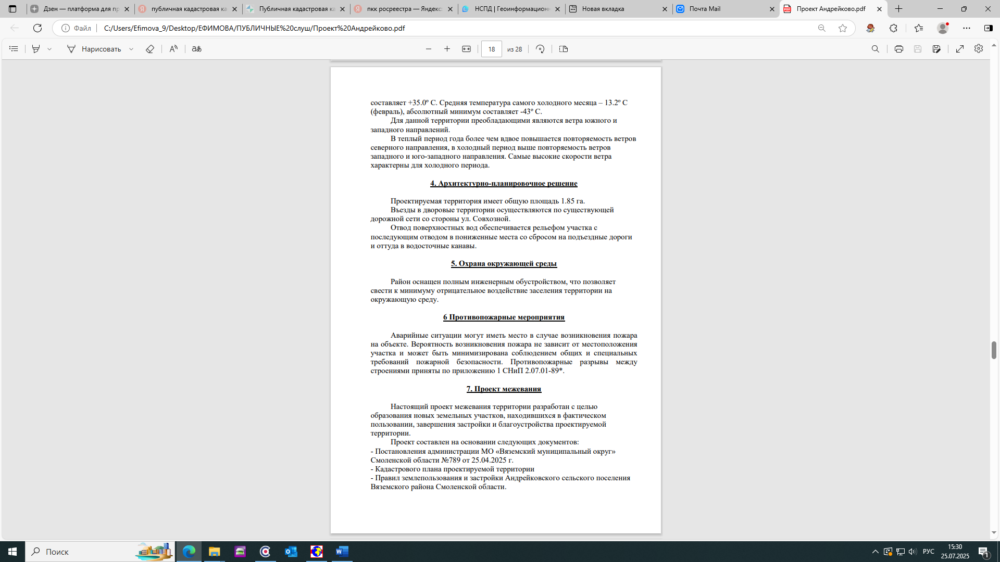 Дзен — платформа для пр
публичная кадастровая ка
Публичная кадастровая ка
пкк росреестра — Яндекс:
НСПД | Геоинформацион
Новая вкладка
Почта Mail
Проект Андрейково.pdf
Файл
C:/Users/Efimova_9/Desktop/ЕФИМОВА/ПУБЛИЧНЫЕ%20слуш/Проект%20Андрейково.pdf
Нарисовать
аあ
18 из 28
составляет +35.0º С. Средняя температура самого холодного месяца – 13.2º С
(февраль), абсолютный минимум составляет -43º С.
Для данной территории преобладающими являются ветра южного и
западного направлений.
В теплый период года более чем вдвое повышается повторяемость ветров
северного направления, в холодный период выше повторяемость ветров
западного и юго-западного направления. Самые высокие скорости ветра
характерны для холодного периода.
4. Архитектурно-планировочное решение
Проектируемая территория имеет общую площадь 1.85 га.
Въезды в дворовые территории осуществляются по существующей
дорожной сети со стороны ул. Совхозной.
Отвод поверхностных вод обеспечивается рельефом участка с
последующим отводом в пониженные места со сбросом на подъездные дороги
и оттуда в водосточные канавы.
5. Охрана окружающей среды
Район оснащен полным инженерным обустройством, что позволяет
свести к минимуму отрицательное воздействие заселения территории на
окружающую среду.
6 Противопожарные мероприятия
Аварийные ситуации могут иметь место в случае возникновения пожара
на объекте. Вероятность возникновения пожара не зависит от местоположения
участка и может быть минимизирована соблюдением общих и специальных
требований пожарной безопасности. Противопожарные разрывы между
строениями приняты по приложению 1 СНиП 2.07.01-89*.
7. Проект межевания
Настоящий проект межевания территории разработан с целью
образования новых земельных участков, находившихся в фактическом
пользовании, завершения застройки и благоустройства проектируемой
территории.
Проект составлен на основании следующих документов:
- Постановления администрации МО «Вяземский муниципальный округ»
Смоленской области №789 от 25.04.2025 г.
- Кадастрового плана проектируемой территории
- Правил землепользования и застройки Андрейковского сельского поселения
Вяземского района Смоленской области.
Поиск
РУС
15:30
25.07.2025
1